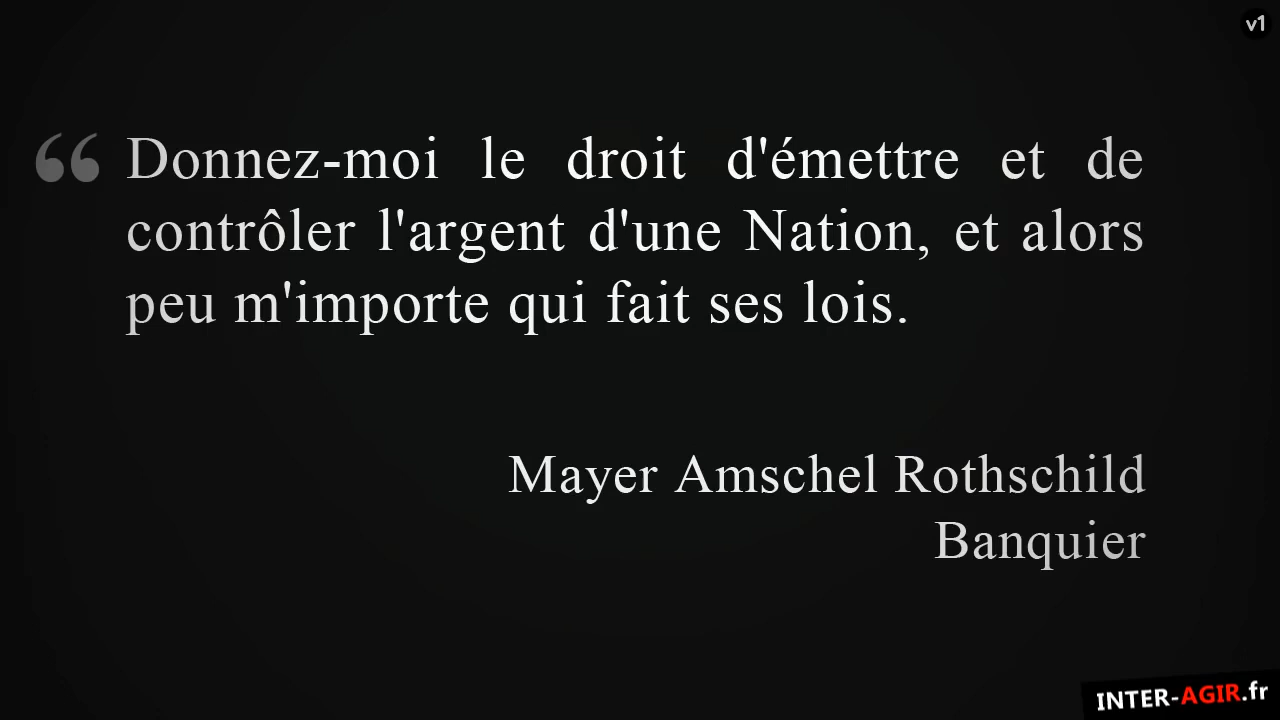 v1
“ Donnez-moi le droit d'émettre et de
contrôler l'argent d'une Nation, et alors
peu m'importe qui fait ses lois.
Mayer Amschel Rothschild
Banquier
INTER-AGIR.fr